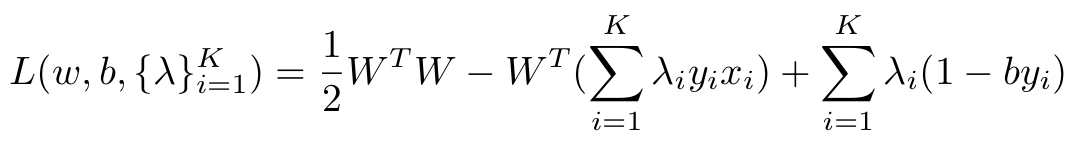 L(w, b, \{\lambda\}_{i=1}^{K}) = \frac{1}{2} W^T W - W^T (\sum_{i=1}^{K} \lambda_i y_i x_i) + \sum_{i=1}^{K} \lambda_i (1 - b y_i)